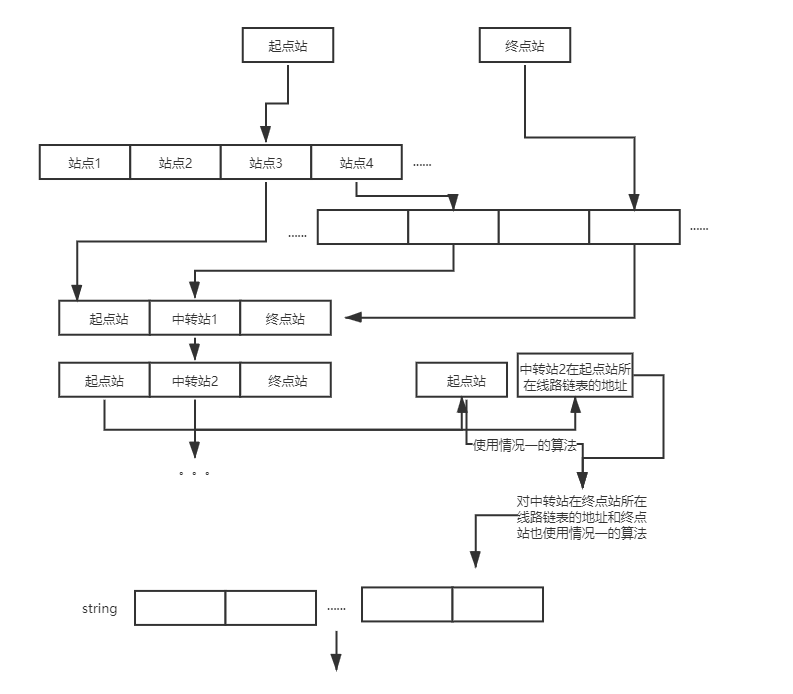 起点站
终点站
站点1 站点2 站点3 站点4 ......
...... ......
起点站 中转站1 终点站
起点站 中转站2 终点站
起点站
中转站2在起点站所
在线路链表的地址
使用情况一的算法
。。。
对中转站在终点站所在
线路链表的地址和终点
站也使用情况一的算法
string ......